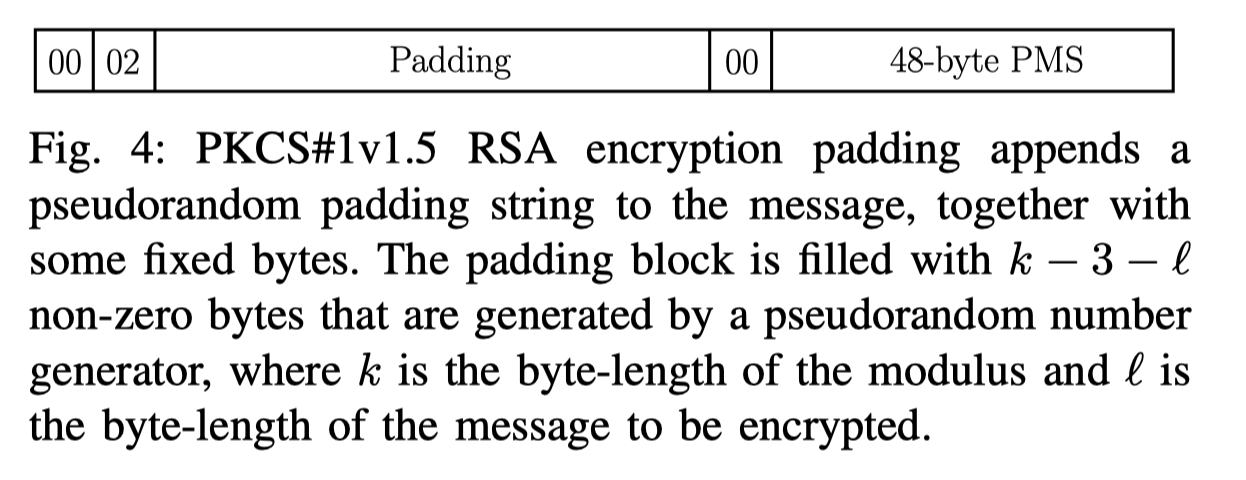 00 02 Padding 00 48-byte PMS
Fig. 4: PKCS#1v1.5 RSA encryption padding appends a
pseudorandom padding string to the message, together with
some fixed bytes. The padding block is filled with k − 3 − ℓ
non-zero bytes that are generated by a pseudorandom number
generator, where k is the byte-length of the modulus and ℓ is
the byte-length of the message to be encrypted.